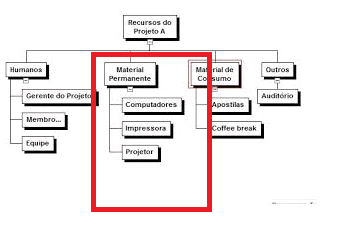 Recursos do
Projeto A
Humanos
Gerente do Projeto
Membro...
Equipe
Material
Permanente
Computadores
Impressora
Projetor
Material de
Consumo
Apostilas
Coffee break
Outros
Auditório